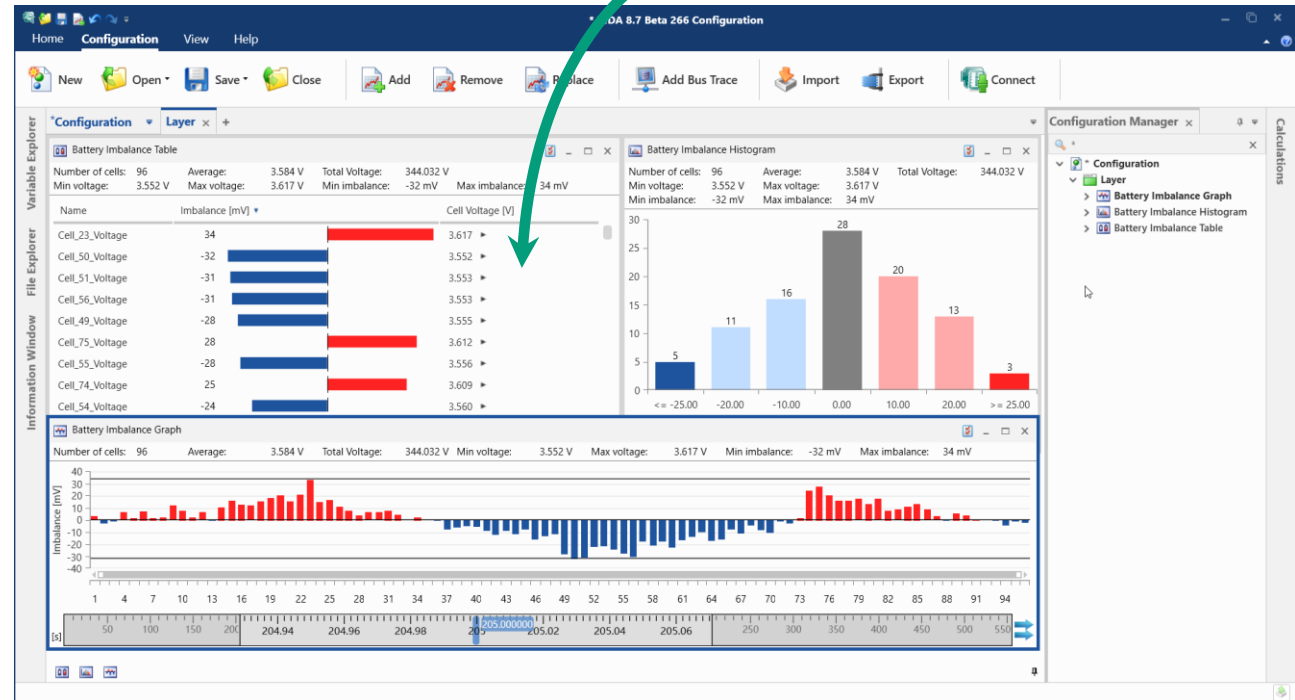 DA 8.7 Beta 266 Configuration
Home Configuration View Help
New Open Save Close Add Remove Add Bus Trace Import Export Connect
*Configuration Layer × +
Configuration Manager ×
Variable Explorer
File Explorer
Information Window
Calculations
Battery Imbalance Table
Number of cells: 96 Average: 3.584 V Total Voltage: 344.032 V
Min voltage: 3.552 V Max voltage: 3.617 V Min imbalance: -32 mV Max imbalance: 34 mV
Name Imbalance [mV] Cell Voltage [V]
Cell_23_Voltage 34 3.617
Cell_50_Voltage -32 3.552
Cell_51_Voltage -31 3.553
Cell_56_Voltage -31 3.553
Cell_49_Voltage -28 3.555
Cell_75_Voltage 28 3.612
Cell_55_Voltage -28 3.556
Cell_74_Voltage 25 3.609
Cell_54_Voltage -24 3.560
Battery Imbalance Histogram
Number of cells: 96 Average: 3.584 V Total Voltage: 344.032 V
Min voltage: 3.552 V Max voltage: 3.617 V
Min imbalance: -32 mV Max imbalance: 34 mV
30
25
20
15
10
5
0
5 11 16 28 20 13 3
<= -25.00 -20.00 -10.00 0.00 10.00 20.00 >= 25.00
* Configuration
Layer
Battery Imbalance Graph
Battery Imbalance Histogram
Battery Imbalance Table
Battery Imbalance Graph
Number of cells: 96 Average: 3.584 V Total Voltage: 344.032 V Min voltage: 3.552 V Max voltage: 3.617 V Min imbalance: -32 mV Max imbalance: 34 mV
Imbalance [mV]
40
30
20
10
0
-10
-20
-30
-40
1 4 7 10 13 16 19 22 25 28 31 34 37 40 43 46 49 52 55 58 61 64 67 70 73 76 79 82 85 88 91 94
[s] 50 100 150 200 204.94 204.96 204.98 205 205.000000 205.02 205.04 205.06 250 300 350 400 450 500 550